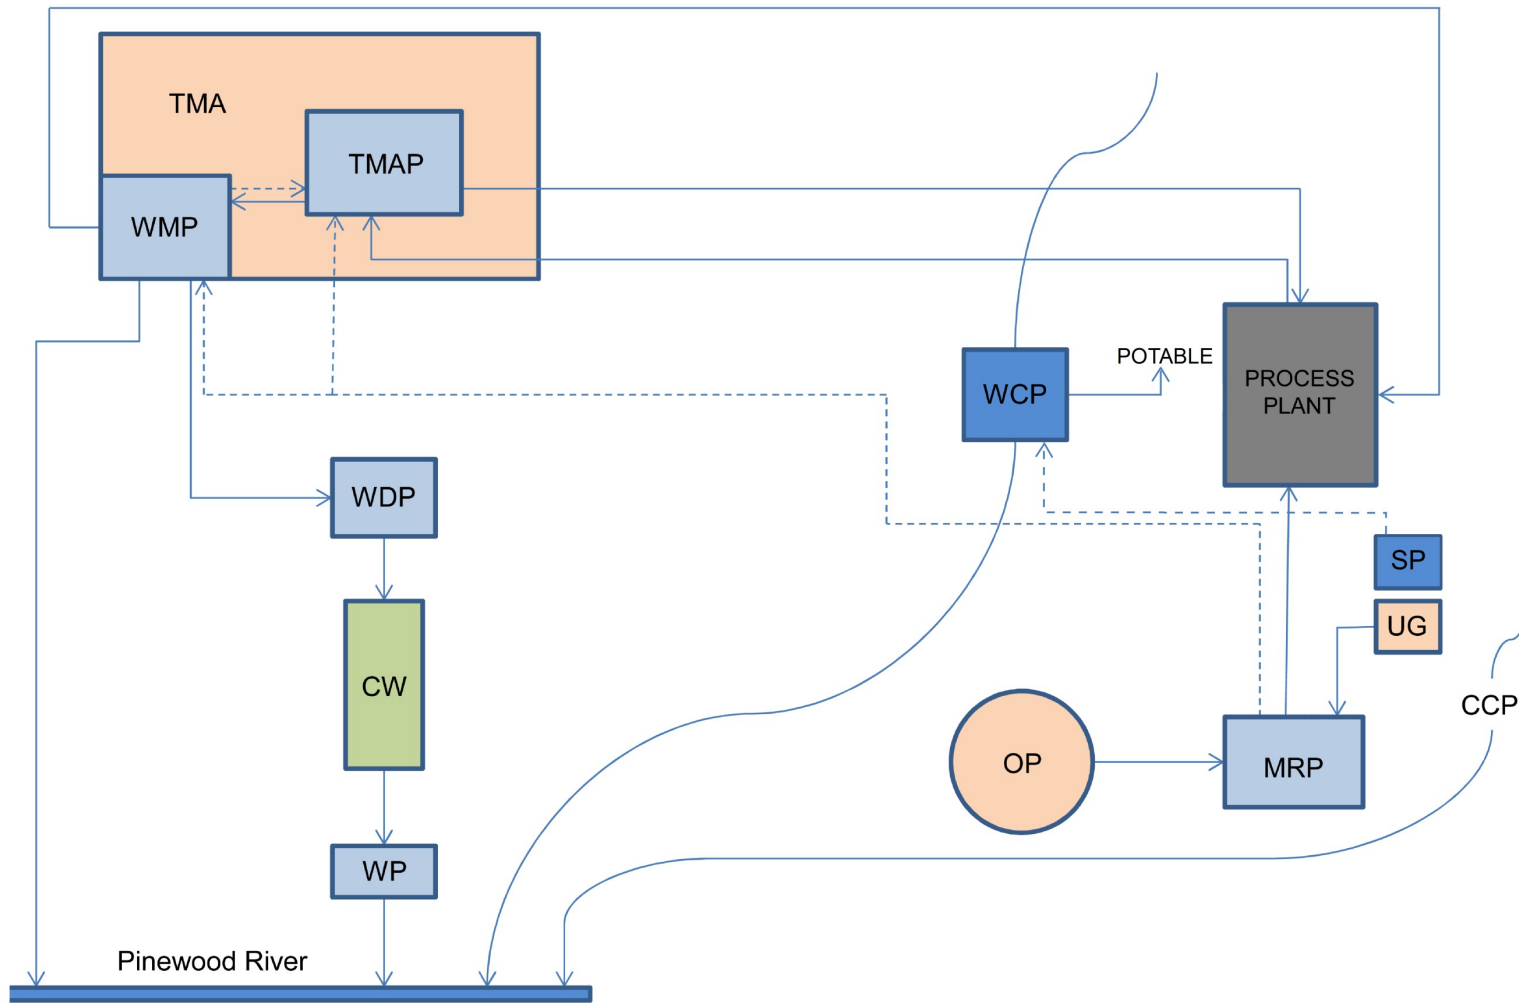 TMA
TMAP
WMP
POTABLE
WCP
PROCESS
PLANT
WDP
SP
UG
CW
CCP
OP
MRP
WP
Pinewood River